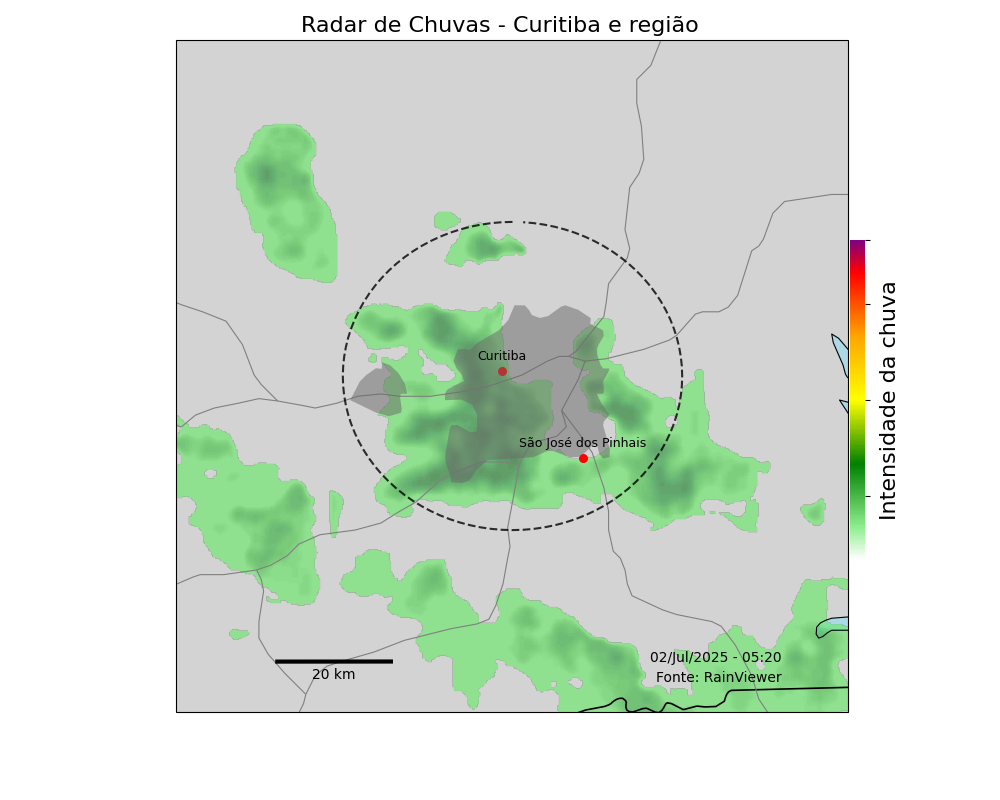 Radar de Chuvas - Curitiba e região
Curitiba
São José dos Pinhais
Intensidade da chuva
02/Jul/2025 - 05:20
Fonte: RainViewer
20 km